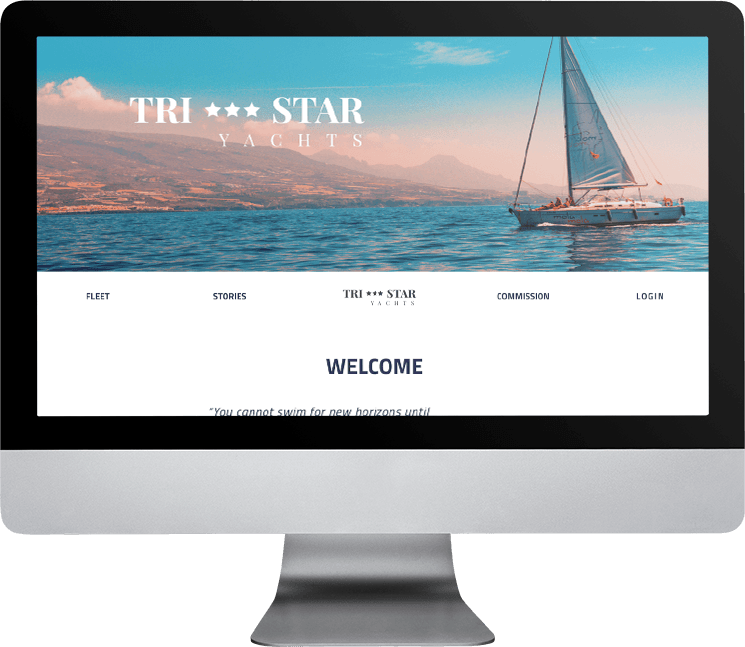 TRI ★★★ STAR
YACHTS
FLEET
STORIES
TRI ★★★ STAR
YACHTS
COMMISSION
LOGIN
WELCOME
"You cannot swim for new horizons until